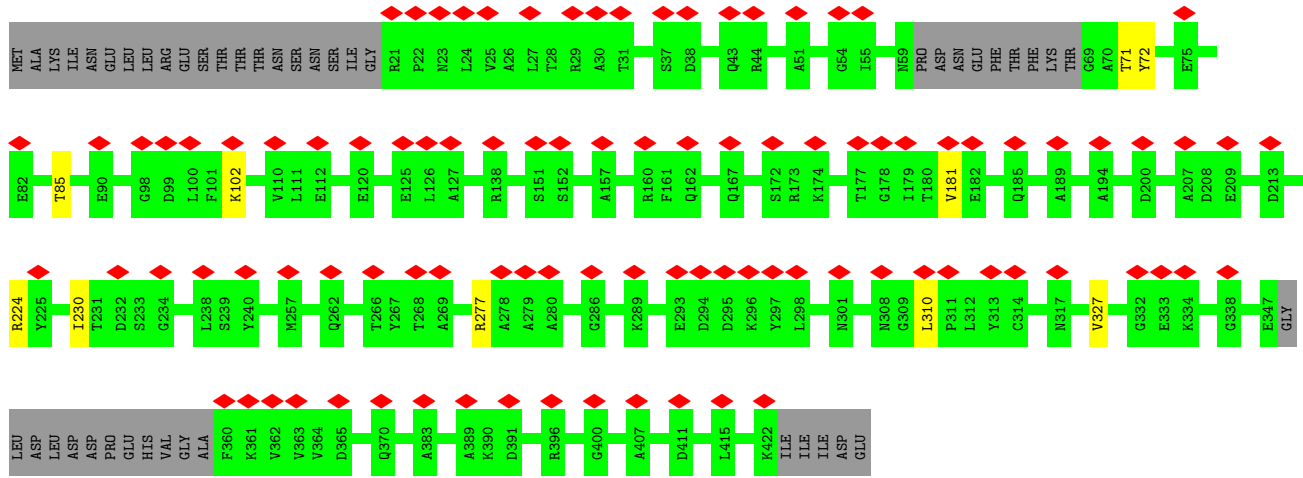 MET ALA LYS ILE ASN GLU LEU LEU ARG GLU SER THR THR THR ASN SER ASN SER ILE GLY R21 P22 N23 L24 V25 A26 L27 T28 R29 A30 T31 S37 D38 Q43 R44 A51 G54 I55 N59 PRO ASP ASN GLU PHE THR PHE LYS THR G69 A70 T71 Y72 E75
E82 T85 E90 G98 D99 L100 F101 K102 V110 L111 E112 E120 E125 L126 A127 R138 S151 S152 A157 R160 F161 Q162 Q167 S172 R173 K174 T177 G178 I179 T180 V181 E182 Q185 A189 A194 D200 A207 D208 E209 D213
R224 Y225 I230 T231 D232 S233 G234 L238 S239 Y240 M257 Q262 T266 Y267 T268 A269 R277 A278 A279 A280 G286 K289 E293 D294 D295 K296 Y297 L298 N301 N308 G309 L310 P311 L312 Y313 C314 N317 V327 G332 E333 K334 G338 E347 GLY
LEU ASP LEU ASP ASP PRO GLU HIS VAL GLY ALA F360 K361 V362 V363 V364 D365 Q370 A383 A389 K390 D391 R396 G400 A407 D411 L415 K422 ILE ILE ILE ASP GLU